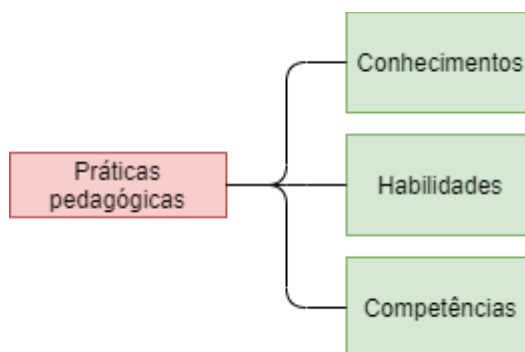 Conhecimentos
Práticas
pedagógicas
Habilidades
Competências